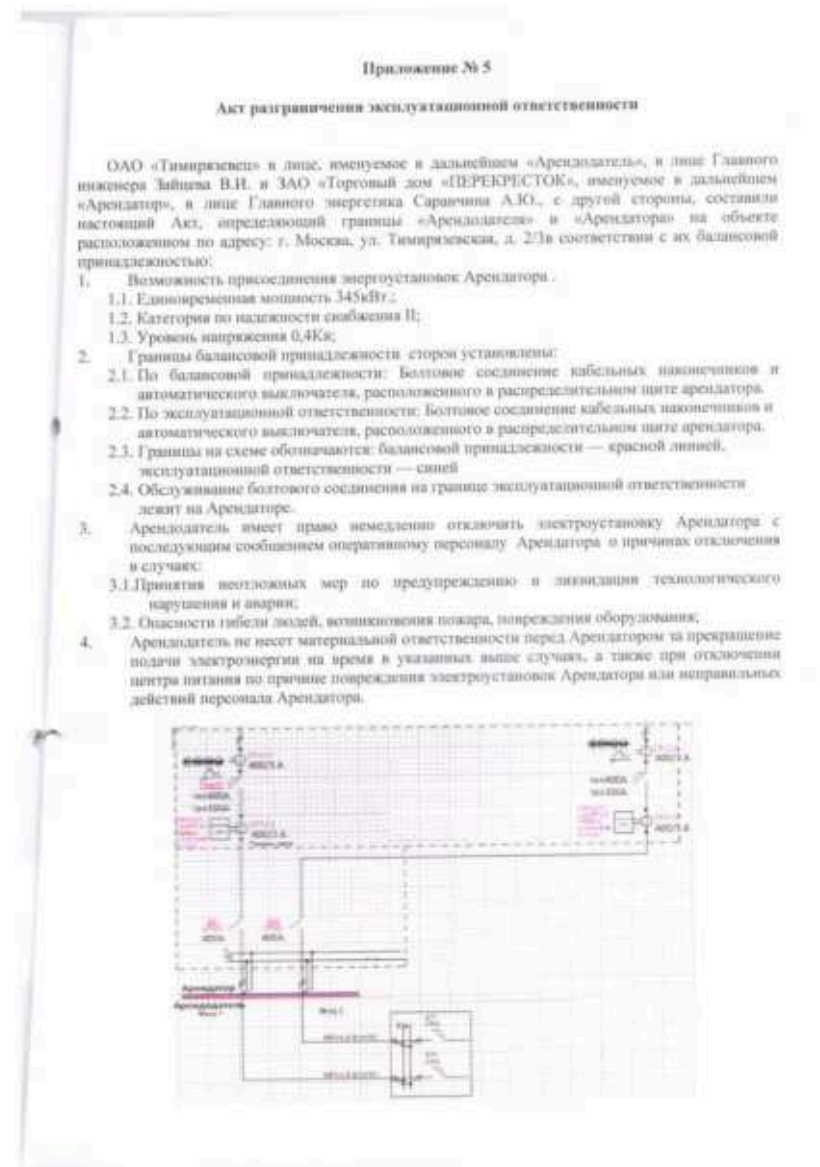 Приложение № 5
Акт разграничения эксплуатационной ответственности
ОАО «Тимирязевец» в лице, именуемое в дальнейшем «Арендодатель», в лице Главного
инженера Зайцева В.И. и ЗАО «Торговый дом «ПЕРЕКРЕСТОК», именуемое в дальнейшем
«Арендатор», в лице Главного энергетика Саранчина А.Ю., с другой стороны, составили
настоящий Акт, определяющий границы «Арендодателя» и «Арендатора» на объекте
расположенном по адресу: г. Москва, ул. Тимирязевская, д. 2/3в соответствии с их балансовой
принадлежностью:
1. Возможность присоединения энергоустановок Арендатора .
1.1. Единовременная мощность 345кВт.;
1.2. Категория по надежности снабжения II;
1.3. Уровень напряжения 0,4Кв;
2. Границы балансовой принадлежности сторон установлены:
2.1. По балансовой принадлежности: Болтовое соединение кабельных наконечников и
автоматического выключателя, расположенного в распределительном щите арендатора.
2.2. По эксплуатационной ответственности: Болтовое соединение кабельных наконечников и
автоматического выключателя, расположенного в распределительном щите арендатора.
2.3. Границы на схеме обозначаются: балансовой принадлежности — красной линией,
эксплуатационной ответственности — синей
2.4. Обслуживание болтового соединения на границе эксплуатационной ответственности
лежит на Арендаторе.
3. Арендодатель имеет право немедленно отключить электроустановку Арендатора с
последующим сообщением оперативному персоналу Арендатора о причинах отключения
в случаях:
3.1.Принятия неотложных мер по предупреждению и ликвидации технологического
нарушения и аварии;
3.2. Опасности гибели людей, возникновения пожара, повреждения оборудования;
4. Арендодатель не несет материальной ответственности перед Арендатором за прекращение
подачи электроэнергии на время в указанных выше случаях, а также при отключении
центра питания по причине повреждения электроустановок Арендатора или неправильных
действий персонала Арендатора.
400/5 A
400/5 A
400/5 A
400/5 A
400A
400A
Арендатор
Арендодатель